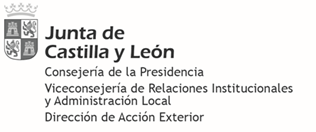 Junta de
Castilla y León
Consejería de la Presidencia
Viceconsejería de Relaciones Institucionales
y Administración Local
Dirección de Acción Exterior